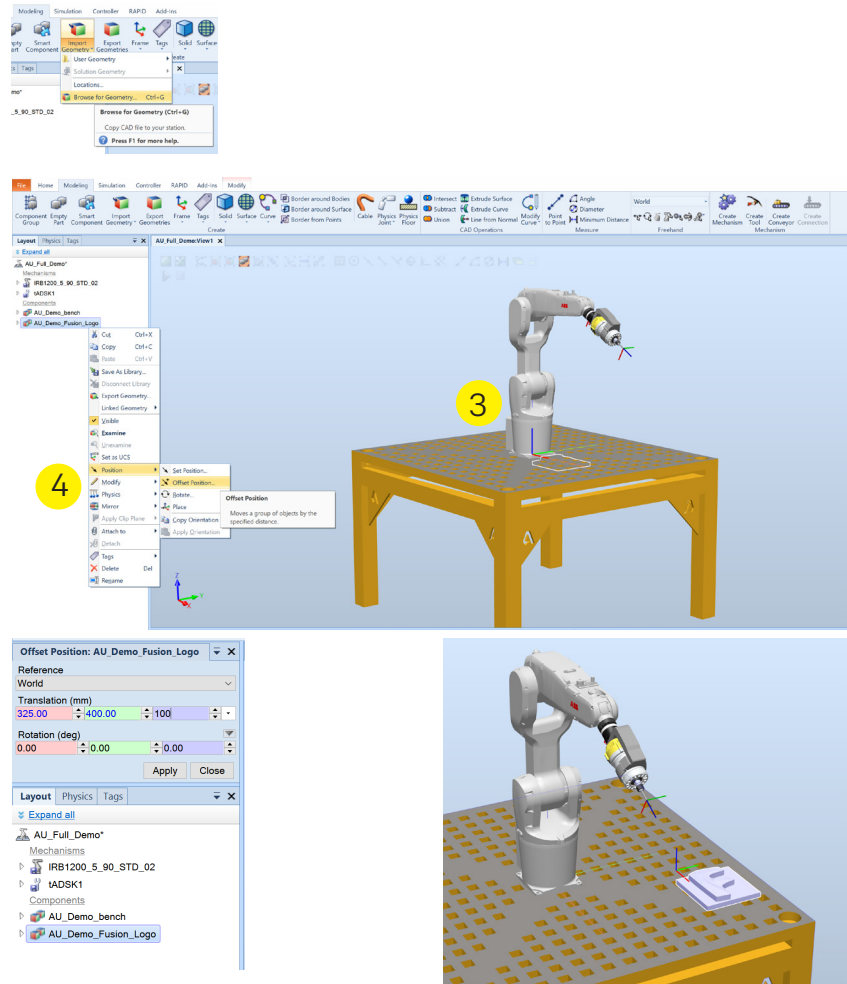 Modeling Simulation Controller RAPID Add-Ins
Smart Import Export Frame Tags Solid Surface
Part Component Geometry Geometries
User Geometry
Solution Geometry
Locations...
Browse for Geometry... Ctrl+G
Browse for Geometry (Ctrl+G)
Copy CAD file to your station.
Press F1 for more help.
Tags
_5_90_STD_02
File Home Modeling Simulation Controller RAPID Add-Ins Modify
Component Empty Smart Import Export Frame Tags Solid Surface Curve
Group Part Component Geometry Geometries
Border around Bodies
Border around Surface
Border from Points
Create
Cable Physics Physics
Joint Floor
Intersect Extrude Surface
Subtract Extrude Curve
Union Line from Normal
Modify
Curve
CAD Operations
Point
to Point
Angle
Diameter
Minimum Distance
Measure
World
Freehand
Create Create Create Create
Mechanism Tool Conveyor Connection
Mechanism
Layout Physics Tags
AU_Full_Demo:View1
Expand all
AU_Full_Demo*
Mechanisms
IRB1200_5_90_STD_02
tADSK1
Components
AU_Demo_bench
AU_Demo_Fusion_Logo
Cut Ctrl+X
Copy Ctrl+C
Paste Ctrl+V
Save As Library...
Disconnect Library
Export Geometry...
Linked Geometry
Visible
Examine
Unexamine
Set as UCS
Position
Modify
Physics
Mirror
Apply Clip Plane
Attach to
Detach
Tags
Delete Del
Rename
Set Position...
Offset Position...
Rotate...
Place
Copy Orientation
Apply Orientation
Offset Position
Moves a group of objects by the
specified distance.
3
4
ABB
Z
Y
X
Offset Position: AU_Demo_Fusion_Logo
Reference
World
Translation (mm)
325.00 400.00 100
Rotation (deg)
0.00 0.00 0.00
Apply Close
Layout Physics Tags
Expand all
AU_Full_Demo*
Mechanisms
IRB1200_5_90_STD_02
tADSK1
Components
AU_Demo_bench
AU_Demo_Fusion_Logo
ABB